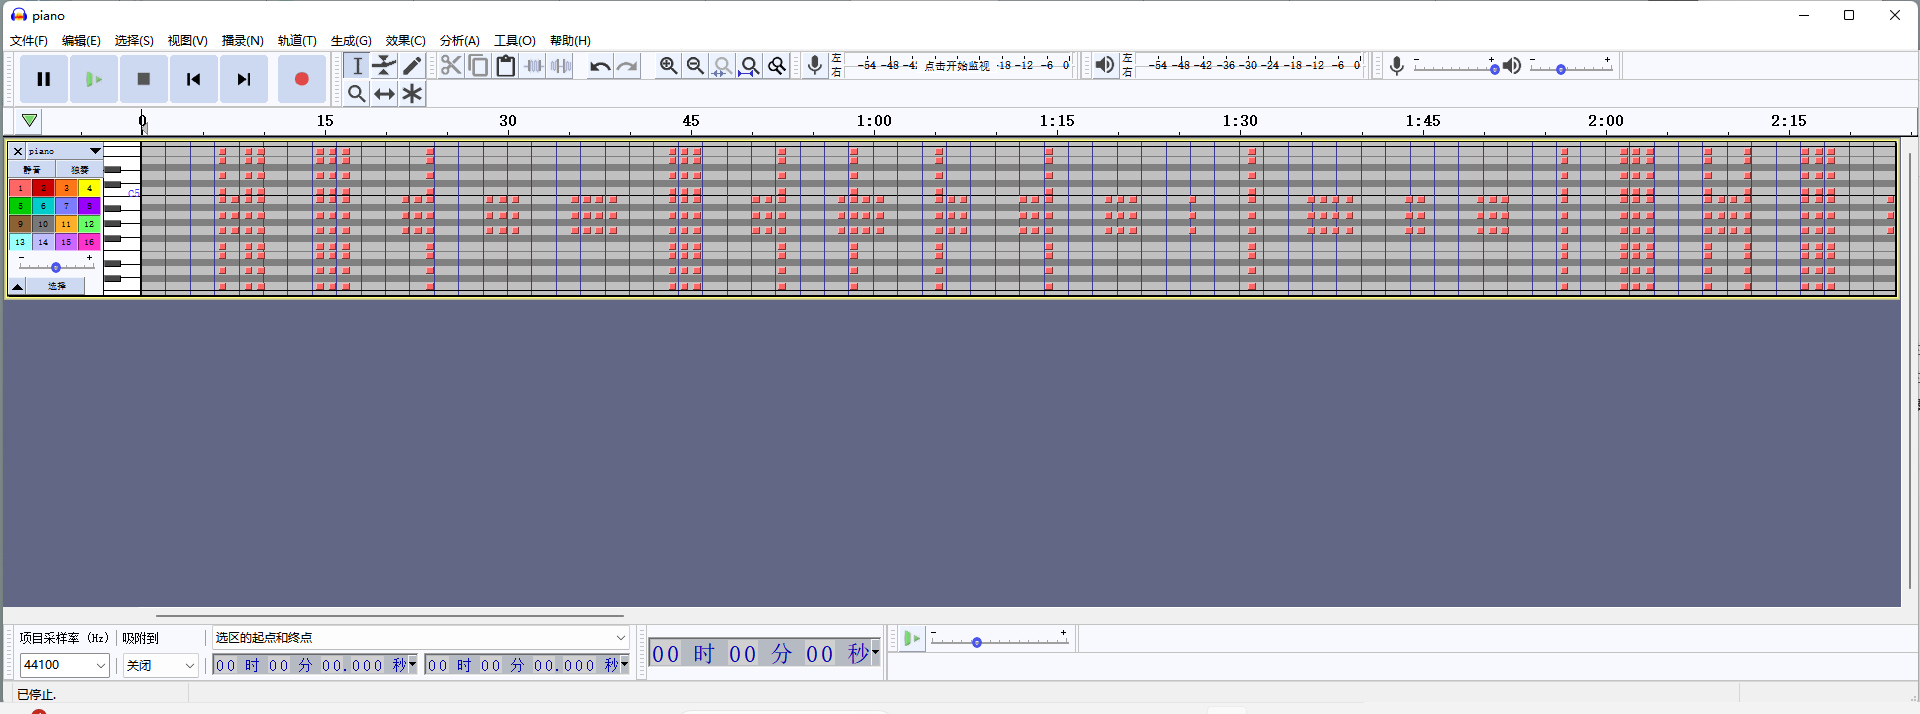 piano
文件(F) 编辑(E) 选择(S) 视图(V) 播录(N) 轨道(T) 生成(G) 效果(C) 分析(A) 工具(O) 帮助(H)
左 -54 -48 -42 点击开始监视 -18 -12 -6 0
右
左 -54 -48 -42 -36 -30 -24 -18 -12 -6 0
右
- + - +
0 15 30 45 1:00 1:15 1:30 1:45 2:00 2:15
piano
静音 独奏
1 2 3 4
C5
5 6 7 8
9 10 11 12
13 14 15 16
- +
选择
项目采样率 (Hz) 吸附到 选区的起点和终点
44100 关闭 00 时 00 分 00.000 秒 00 时 00 分 00.000 秒
00 时 00 分 00 秒
- +
已停止.